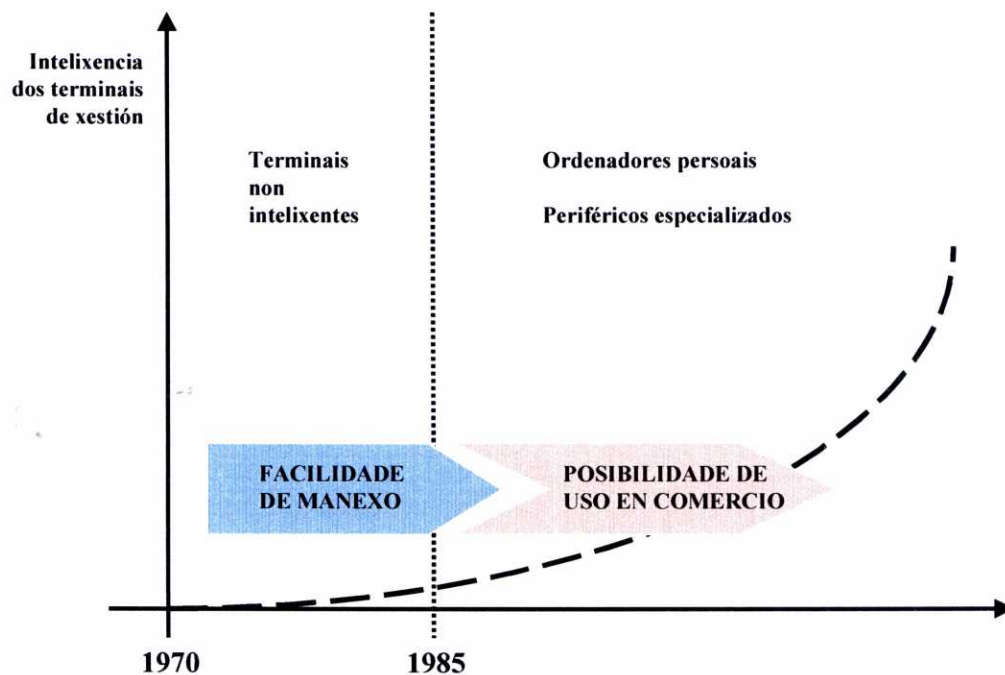 Intelixencia
dos terminais
de xestión
Terminais
non
intelixentes
Ordenadores persoais
Periféricos especializados
FACILIDADE
DE MANEXO
POSIBILIDADE DE
USO EN COMERCIO
1970
1985